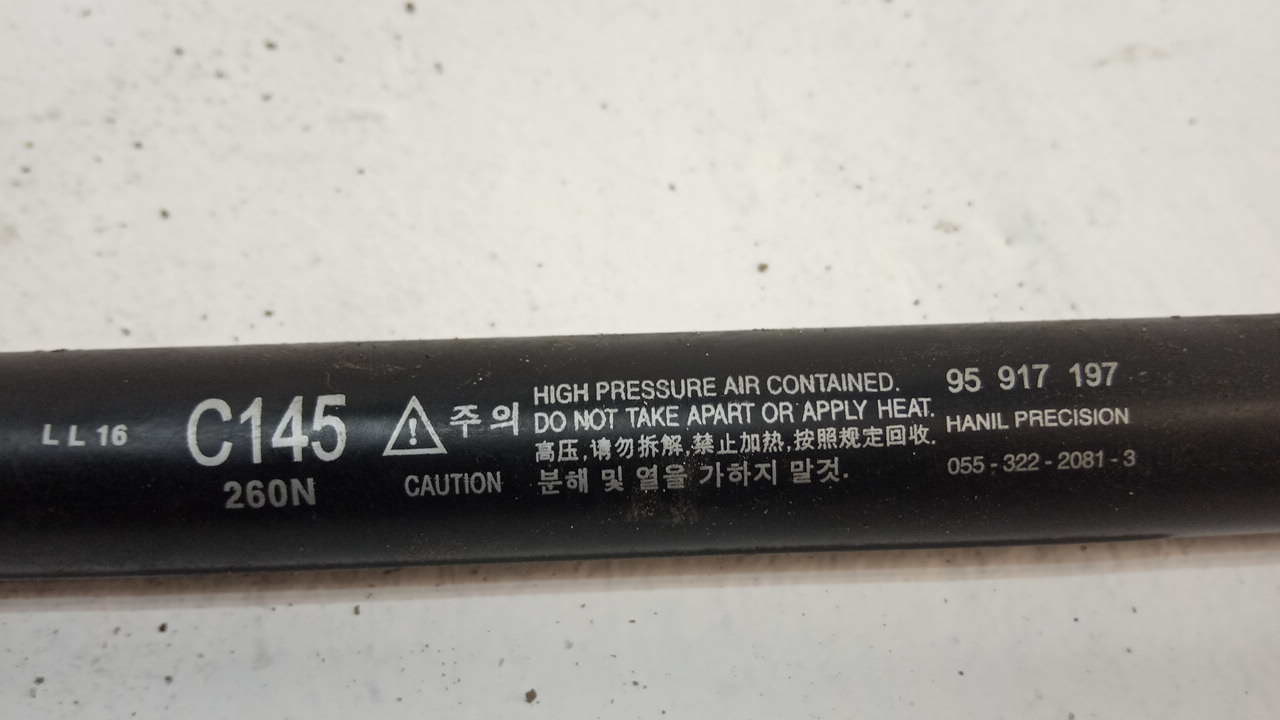 LL16
C145
260N
주의
CAUTION
HIGH PRESSURE AIR CONTAINED.
DO NOT TAKE APART OR APPLY HEAT.
高压,请勿拆解,禁止加热,按照规定回收.
분해 및 열을 가하지 말것.
95 917 197
HANIL PRECISION
055-322-2081-3